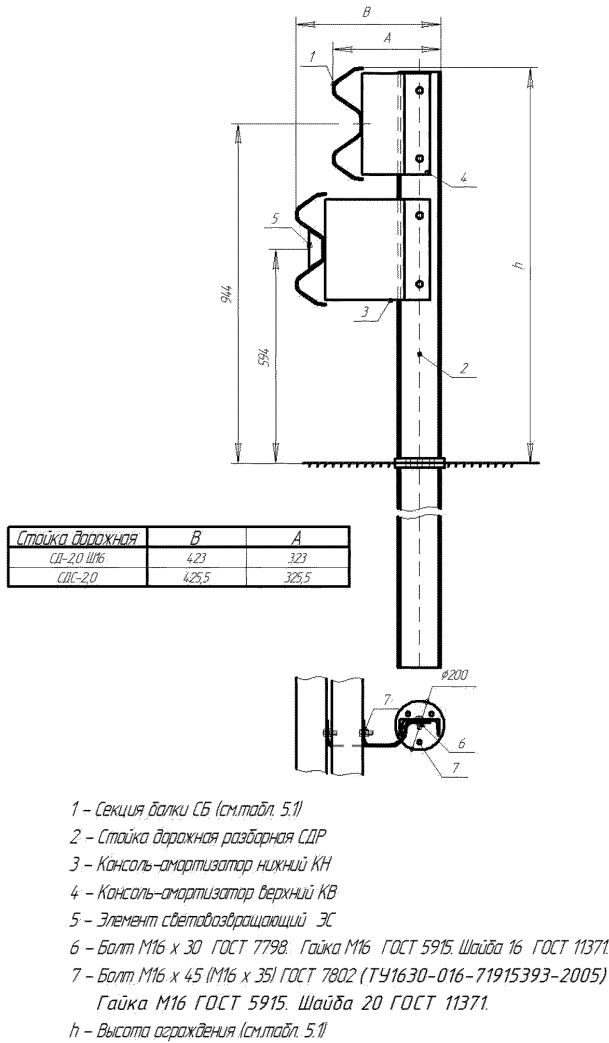 B
A
1
4
5
944
h
3
594
2
Стойка дорожная B A
СД-2,0 Ш16 423 323
СДС-2,0 425,5 325,5
ϕ200
7
6
7
1 – Секция балки СБ (см.табл. 5.1)
2 – Стойка дорожная разборная СДР
3 – Консоль-амортизатор нижний КН
4 – Консоль-амортизатор верхний КВ
5 – Элемент световозвращающий ЭС
6 – Болт М16 х 30 ГОСТ 7798. Гайка М16 ГОСТ 5915. Шайба 16 ГОСТ 11371.
7 – Болт М16 х 45 (М16 х 35) ГОСТ 7802 (ТУ1630-016-71915393-2005)
Гайка М16 ГОСТ 5915. Шайба 20 ГОСТ 11371.
h – Высота ограждения (см.табл. 5.1)